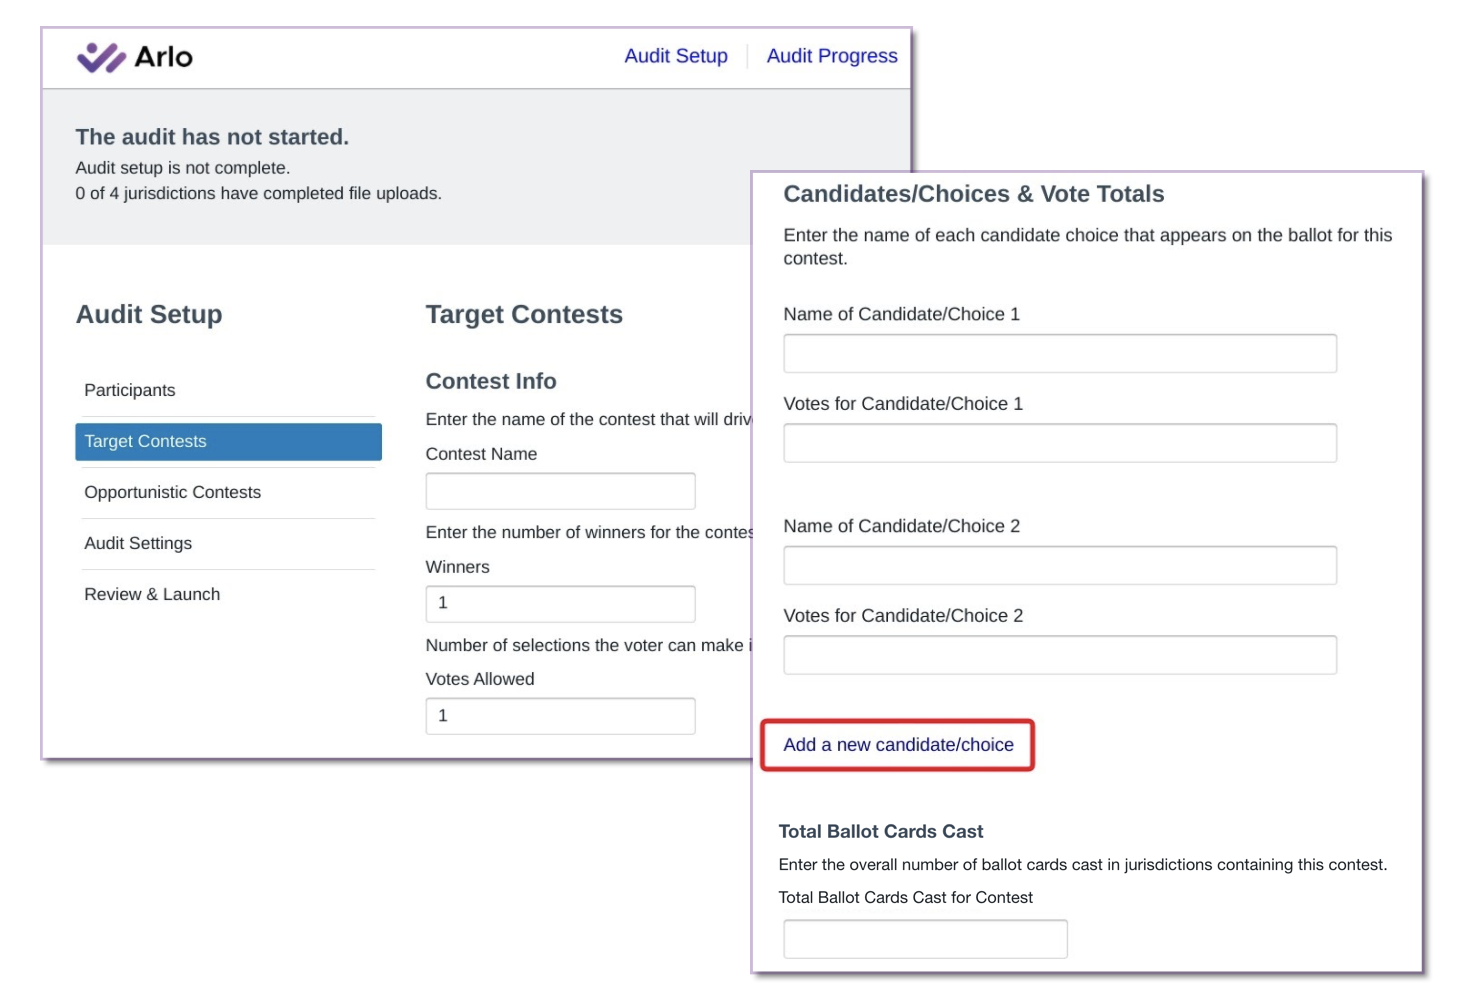 Arlo
Audit Setup
Audit Progress
The audit has not started.
Audit setup is not complete.
0 of 4 jurisdictions have completed file uploads.
Audit Setup
Participants
Target Contests
Opportunistic Contests
Audit Settings
Review & Launch
Target Contests
Contest Info
Enter the name of the contest that will
Contest Name
Enter the number of winners for the
Winners
1
Number of selections the voter can make
Votes Allowed
1
Candidates/Choices & Vote Totals
Enter the name of each candidate choice that appears on the ballot for this
contest.
Name of Candidate/Choice 1
Votes for Candidate/Choice 1
Name of Candidate/Choice 2
Votes for Candidate/Choice 2
Add a new candidate/choice
Total Ballot Cards Cast
Enter the overall number of ballot cards cast in jurisdictions containing this contest.
Total Ballot Cards Cast for Contest